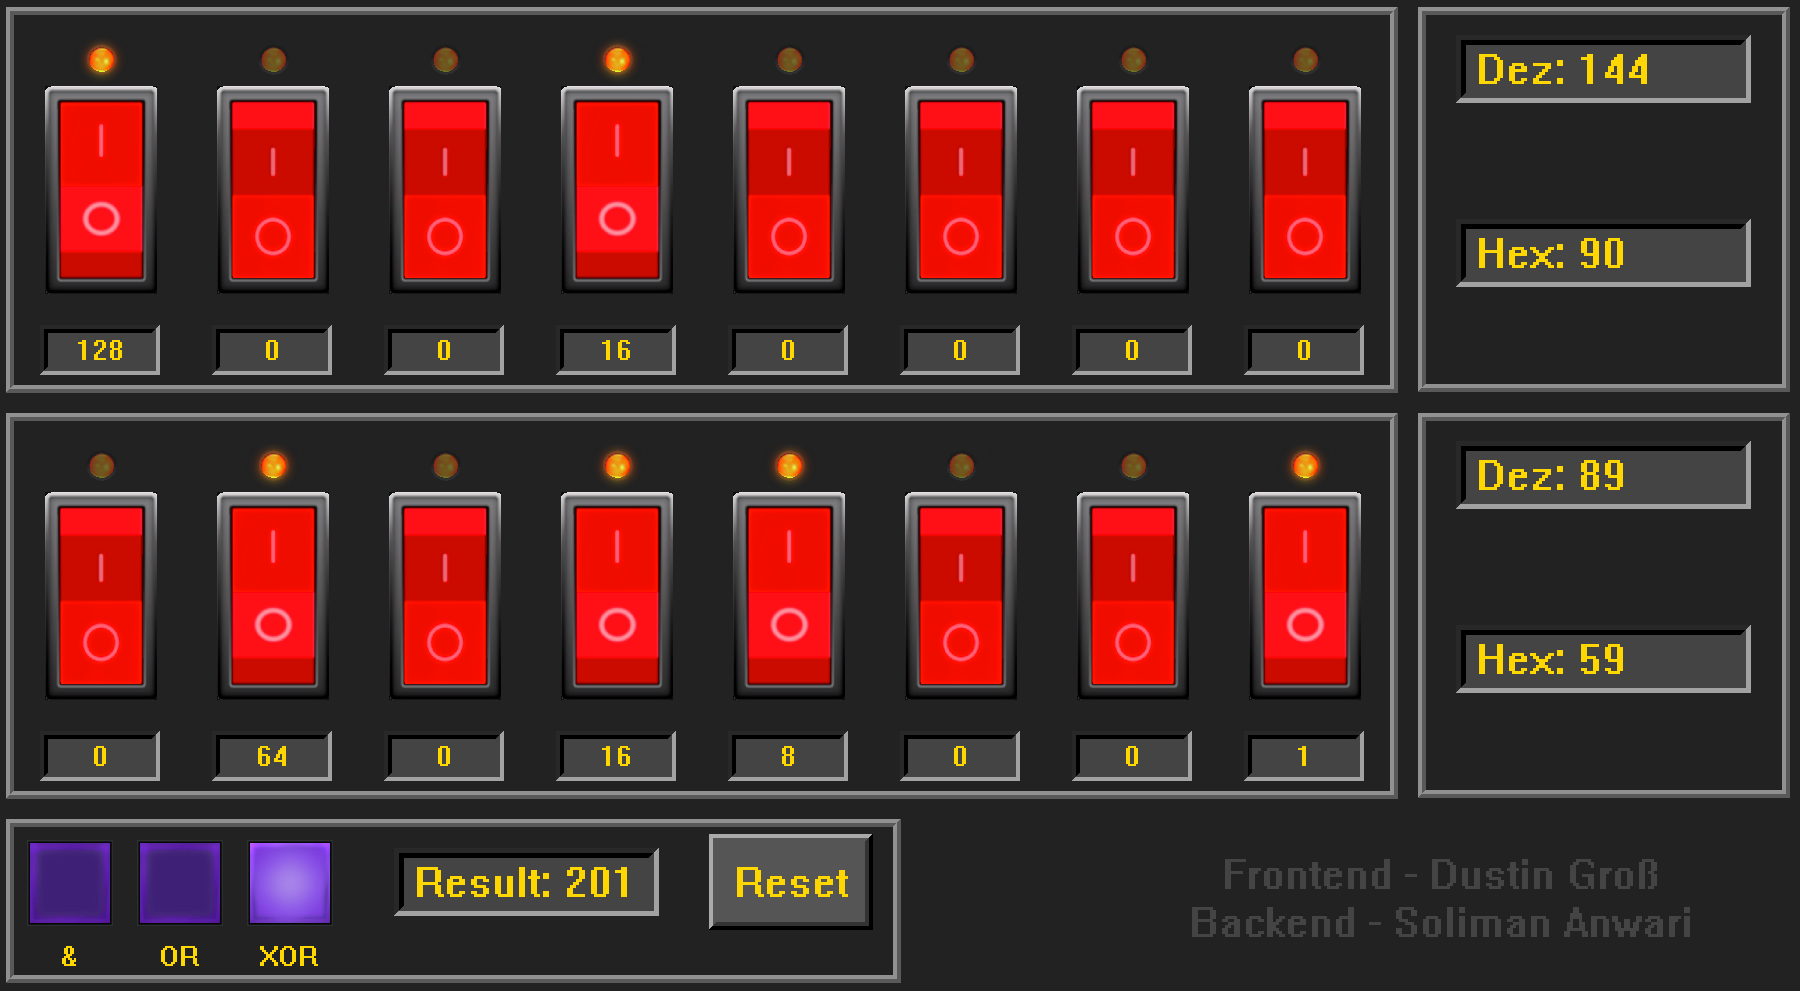 Dez: 144
Hex: 90
128 0 0 16 0 0 0 0
Dez: 89
Hex: 59
0 64 0 16 8 0 0 1
Result: 201
Reset
& OR XOR
Frontend - Dustin Groß
Backend - Soliman Anwari